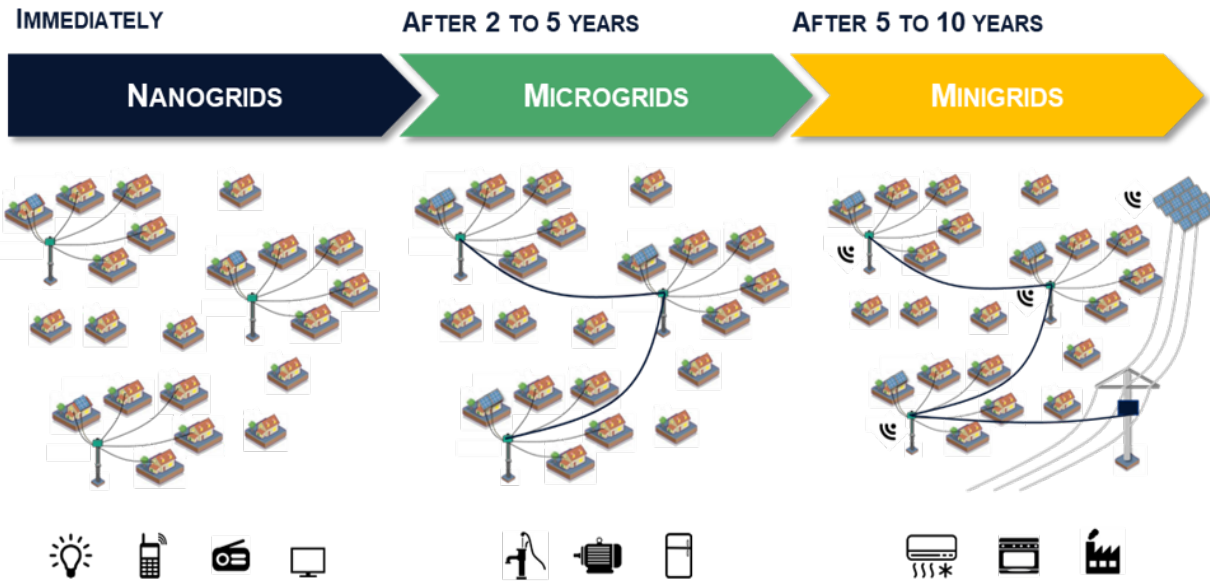 IMMEDIATELY
AFTER 2 TO 5 YEARS
AFTER 5 TO 10 YEARS
NANOGRIDS
MICROGRIDS
MINIGRIDS